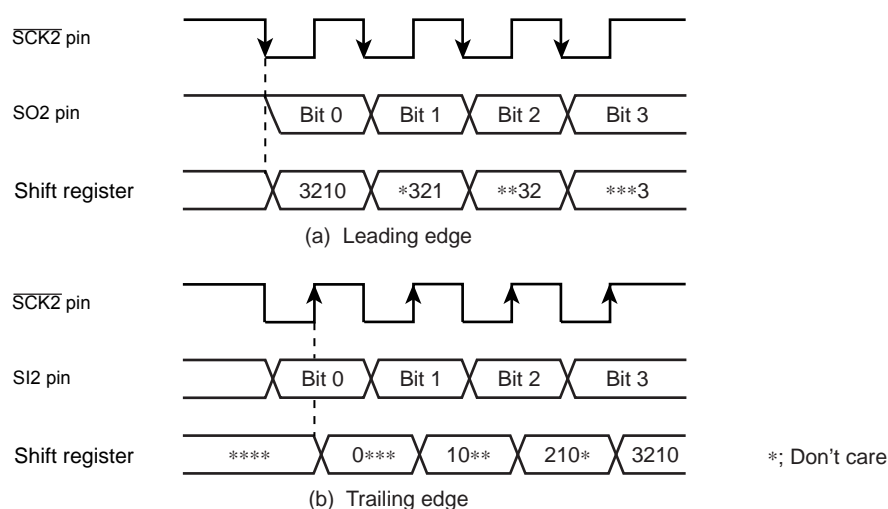 SCK2 pin
SO2 pin Bit 0 Bit 1 Bit 2 Bit 3
Shift register 3210 *321 **32 ***3
(a) Leading edge
SCK2 pin
SI2 pin Bit 0 Bit 1 Bit 2 Bit 3
Shift register **** 0*** 10** 210* 3210 *; Don't care
(b) Trailing edge